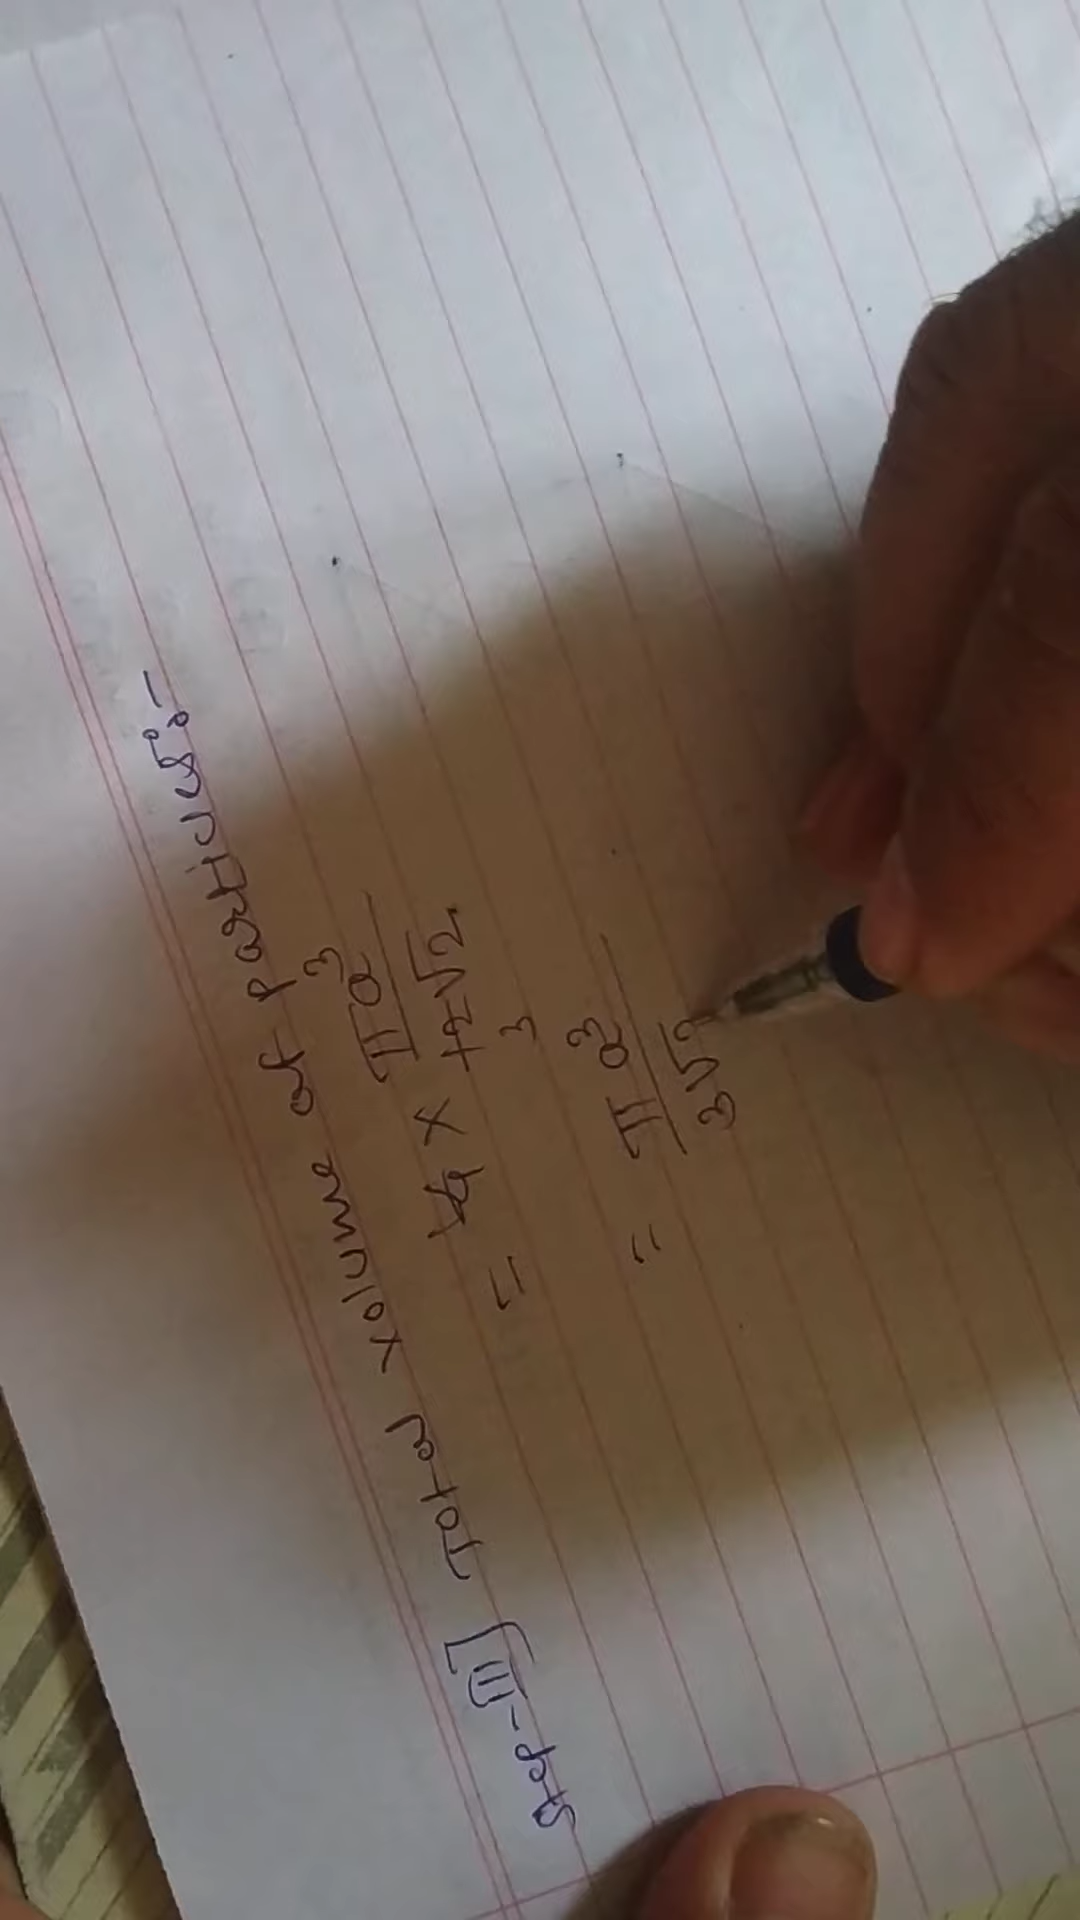 Step-III] Total volume of particles:-
= 4 × πa³/12√2
3
= πa³/3√2